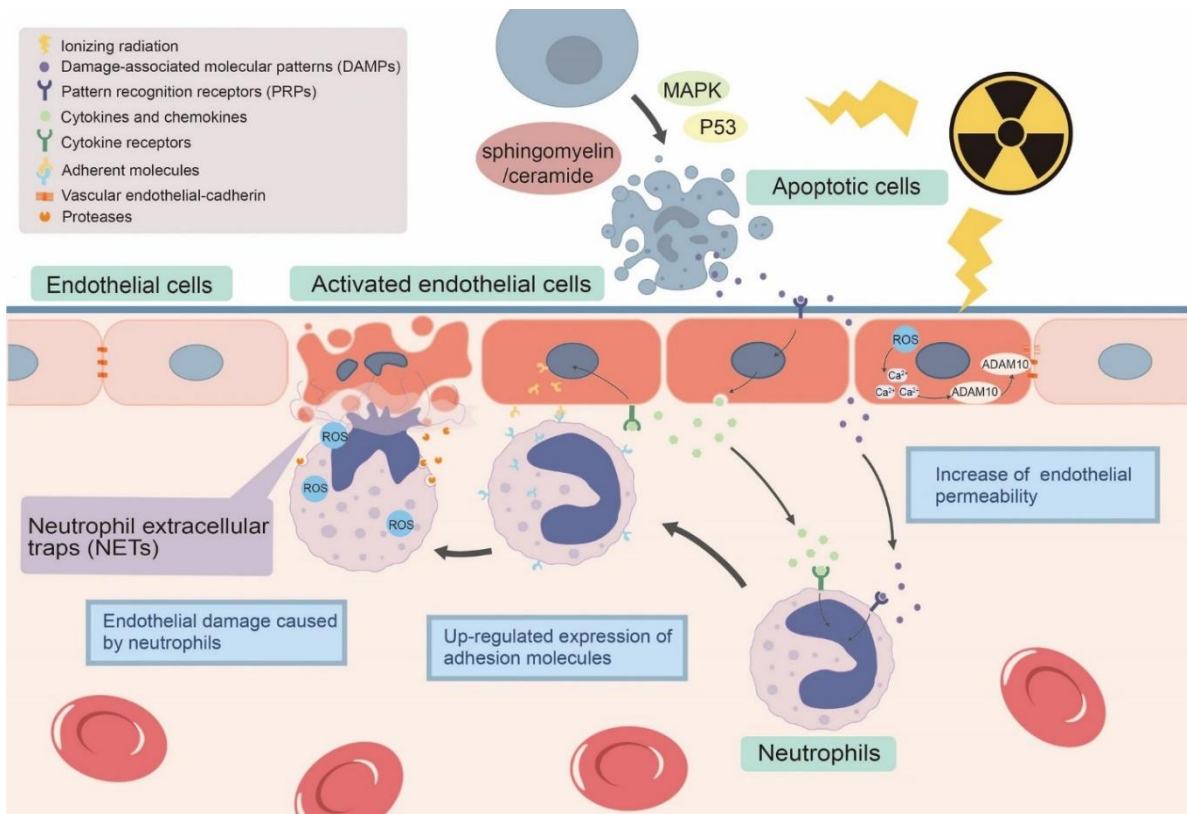 Ionizing radiation
Damage-associated molecular patterns (DAMPs)
Pattern recognition receptors (PRPs)
Cytokines and chemokines
Cytokine receptors
Adherent molecules
Vascular endothelial-cadherin
Proteases
MAPK
P53
sphingomyelin
/ceramide
Apoptotic cells
Endothelial cells
Activated endothelial cells
ROS
Ca²⁺
Ca²⁺
Ca²⁺
ADAM10
ADAM10
ROS
ROS
ROS
Neutrophil extracellular
traps (NETs)
Increase of endothelial
permeability
Endothelial damage caused
by neutrophils
Up-regulated expression of
adhesion molecules
Neutrophils